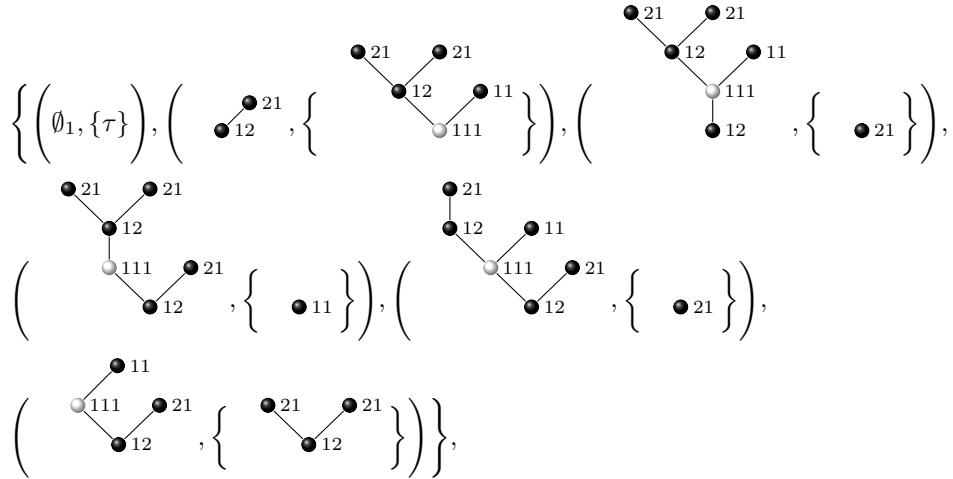 { ( ∅₁, {τ} ), ( 21 12 , { 21 21 12 11 111 } ), ( 21 21 12 11 111 12 , { 21 } ),
( 21 21 12 111 21 12 , { 11 } ), ( 21 12 11 111 21 12 , { 21 } ),
( 11 111 21 12 , { 21 21 12 } ) },